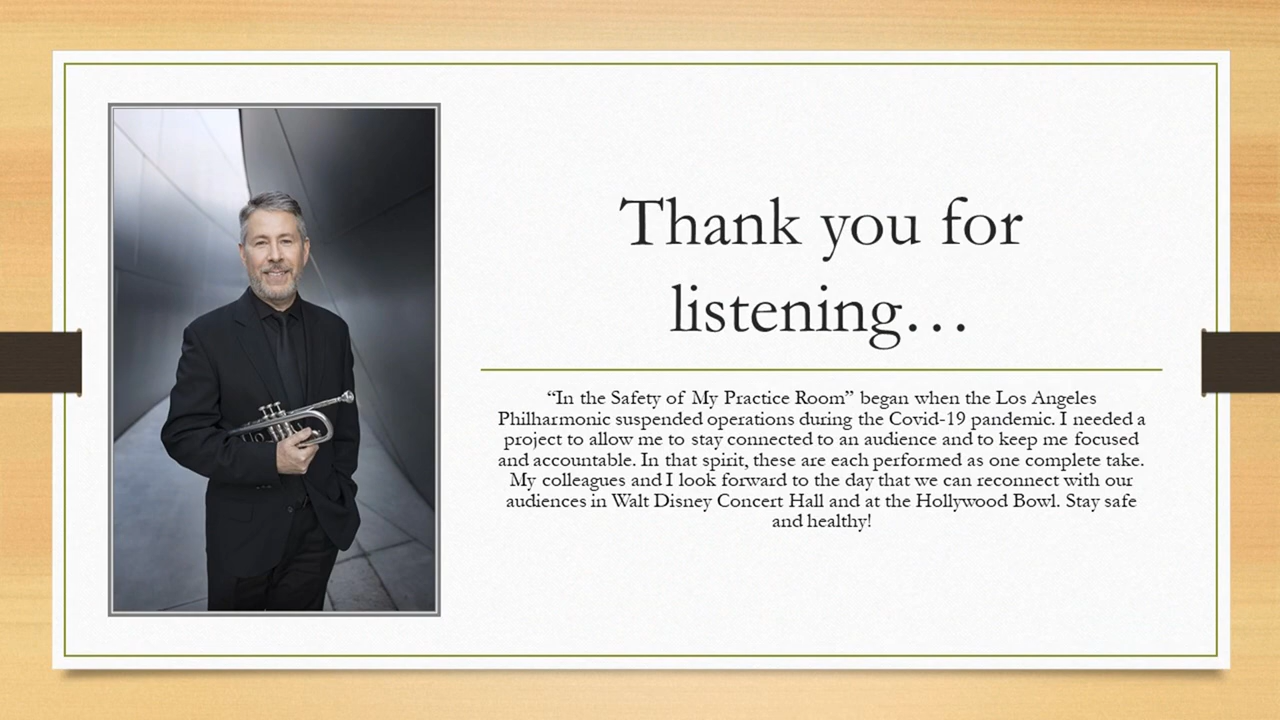 Thank you for
listening…
“In the Safety of My Practice Room” began when the Los Angeles
Philharmonic suspended operations during the Covid-19 pandemic. I needed a
project to allow me to stay connected to an audience and to keep me focused
and accountable. In that spirit, these are each performed as one complete take.
My colleagues and I look forward to the day that we can reconnect with our
audiences in Walt Disney Concert Hall and at the Hollywood Bowl. Stay safe
and healthy!